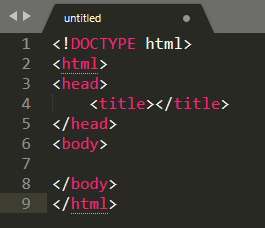 untitled
1 <!DOCTYPE html>
2 <html>
3 <head>
4     <title></title>
5 </head>
6 <body>
7
8 </body>
9 </html>